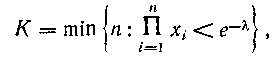 K = min { n : ∏_{i=1}^{n} x_i < e^{-λ} },